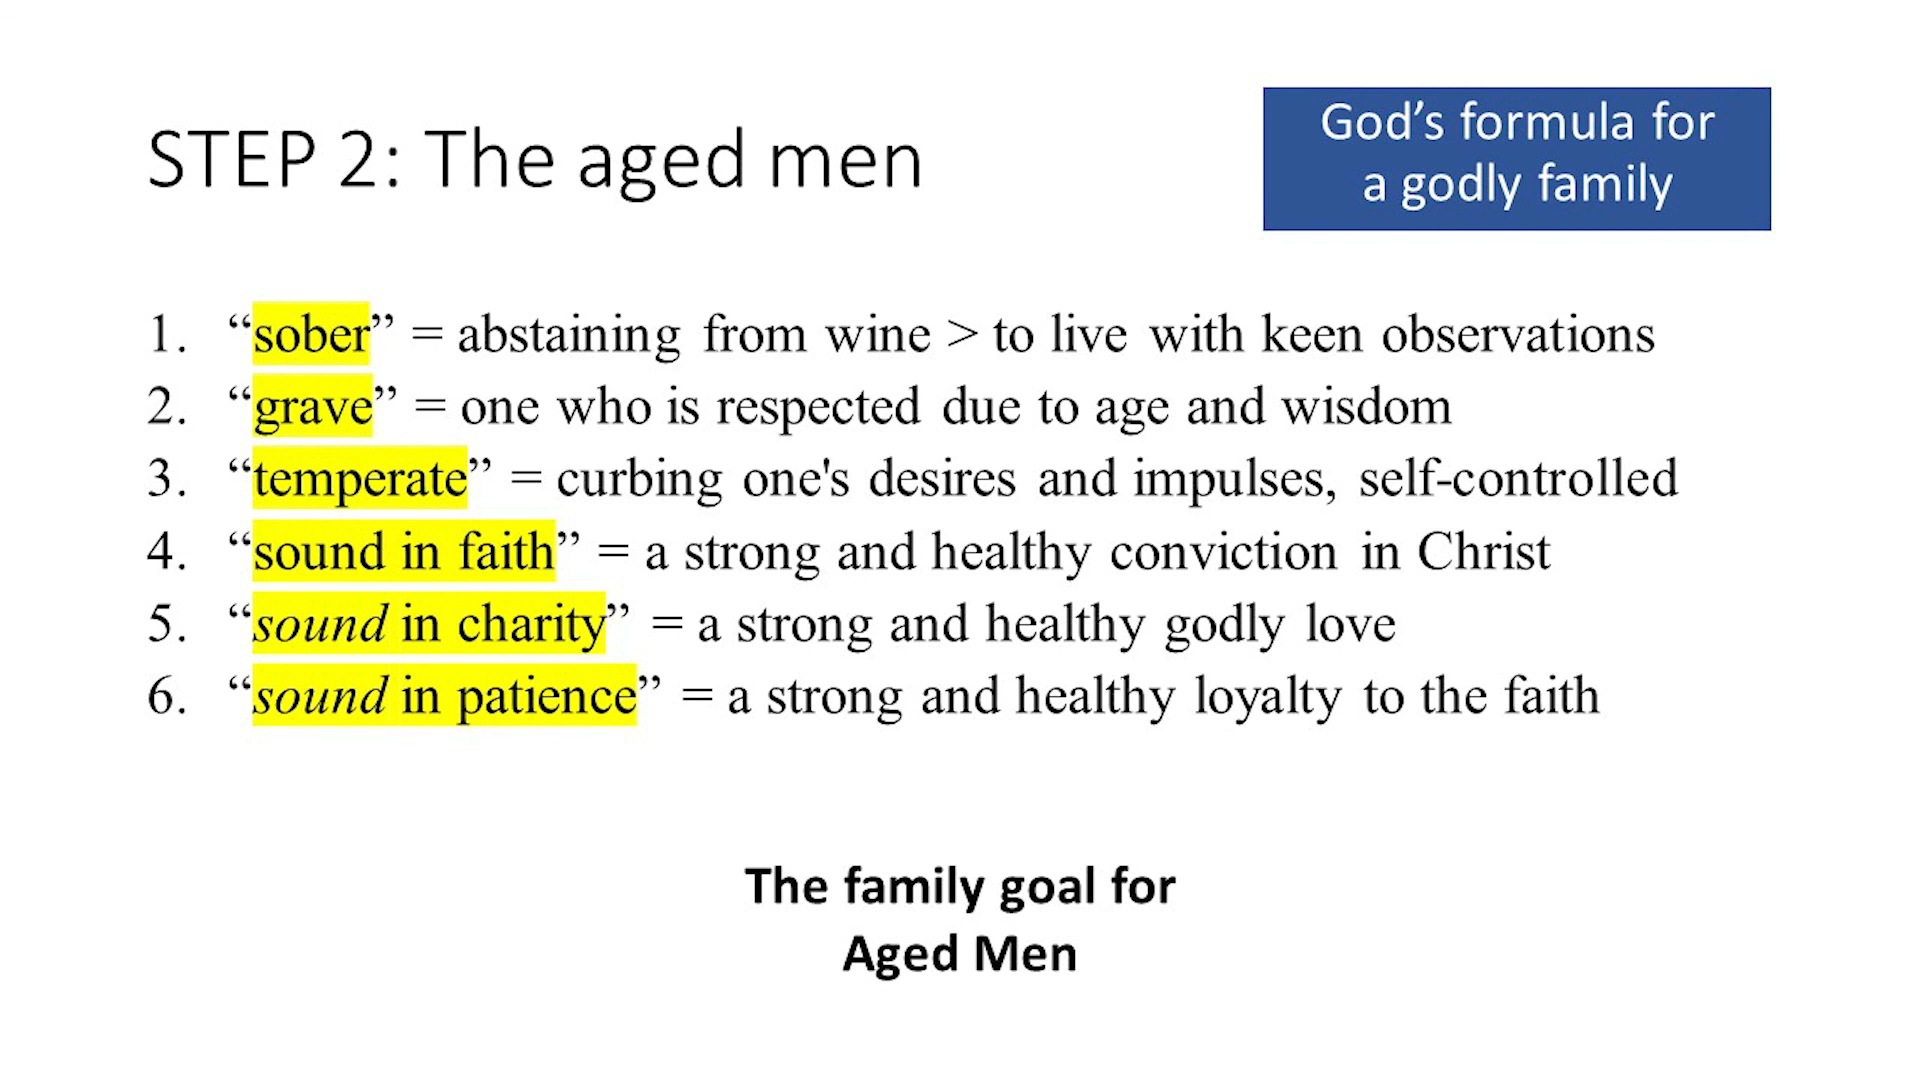 STEP 2: The aged men
God’s formula for
a godly family
1. “sober” = abstaining from wine > to live with keen observations
2. “grave” = one who is respected due to age and wisdom
3. “temperate” = curbing one's desires and impulses, self-controlled
4. “sound in faith” = a strong and healthy conviction in Christ
5. “sound in charity” = a strong and healthy godly love
6. “sound in patience” = a strong and healthy loyalty to the faith
The family goal for
Aged Men